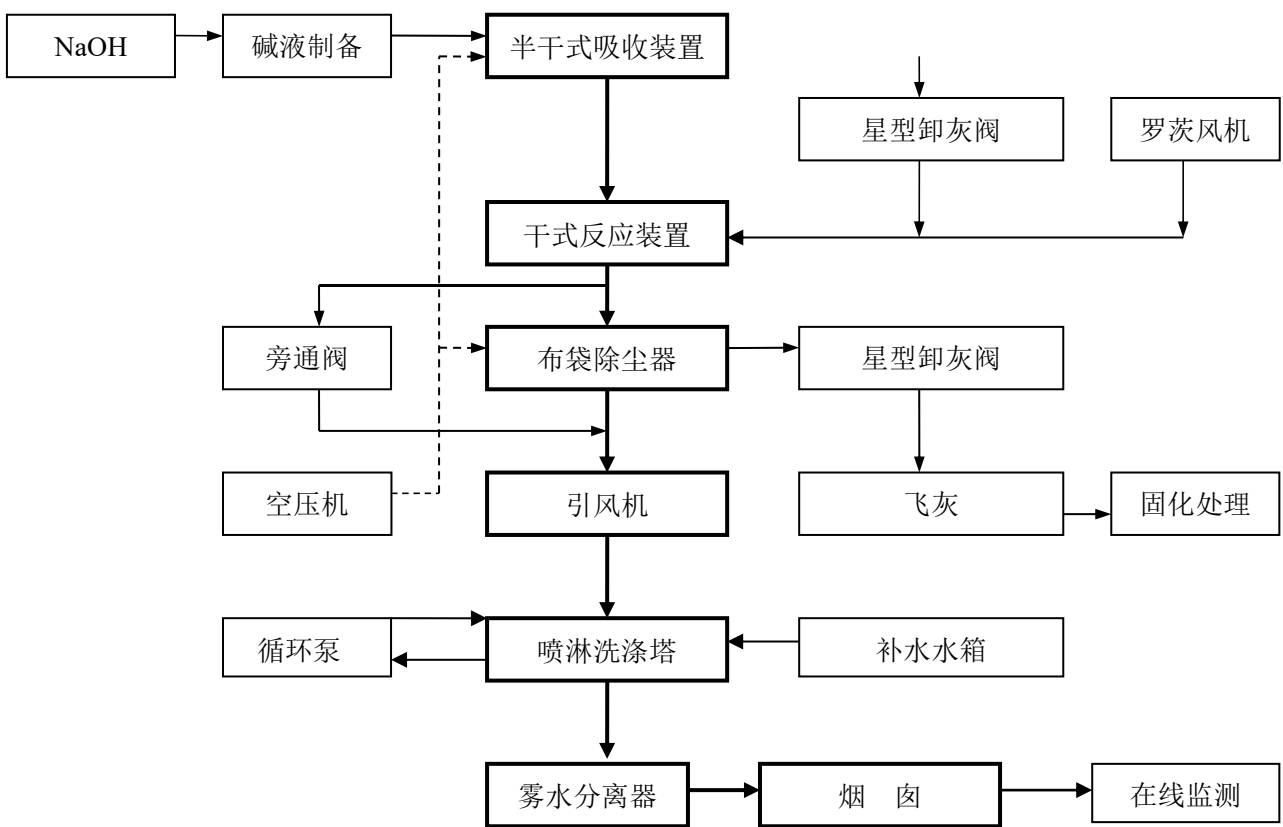 NaOH
碱液制备
半干式吸收装置
星型卸灰阀
罗茨风机
干式反应装置
旁通阀
布袋除尘器
星型卸灰阀
空压机
引风机
飞灰
固化处理
循环泵
喷淋洗涤塔
补水水箱
雾水分离器
烟　囱
在线监测